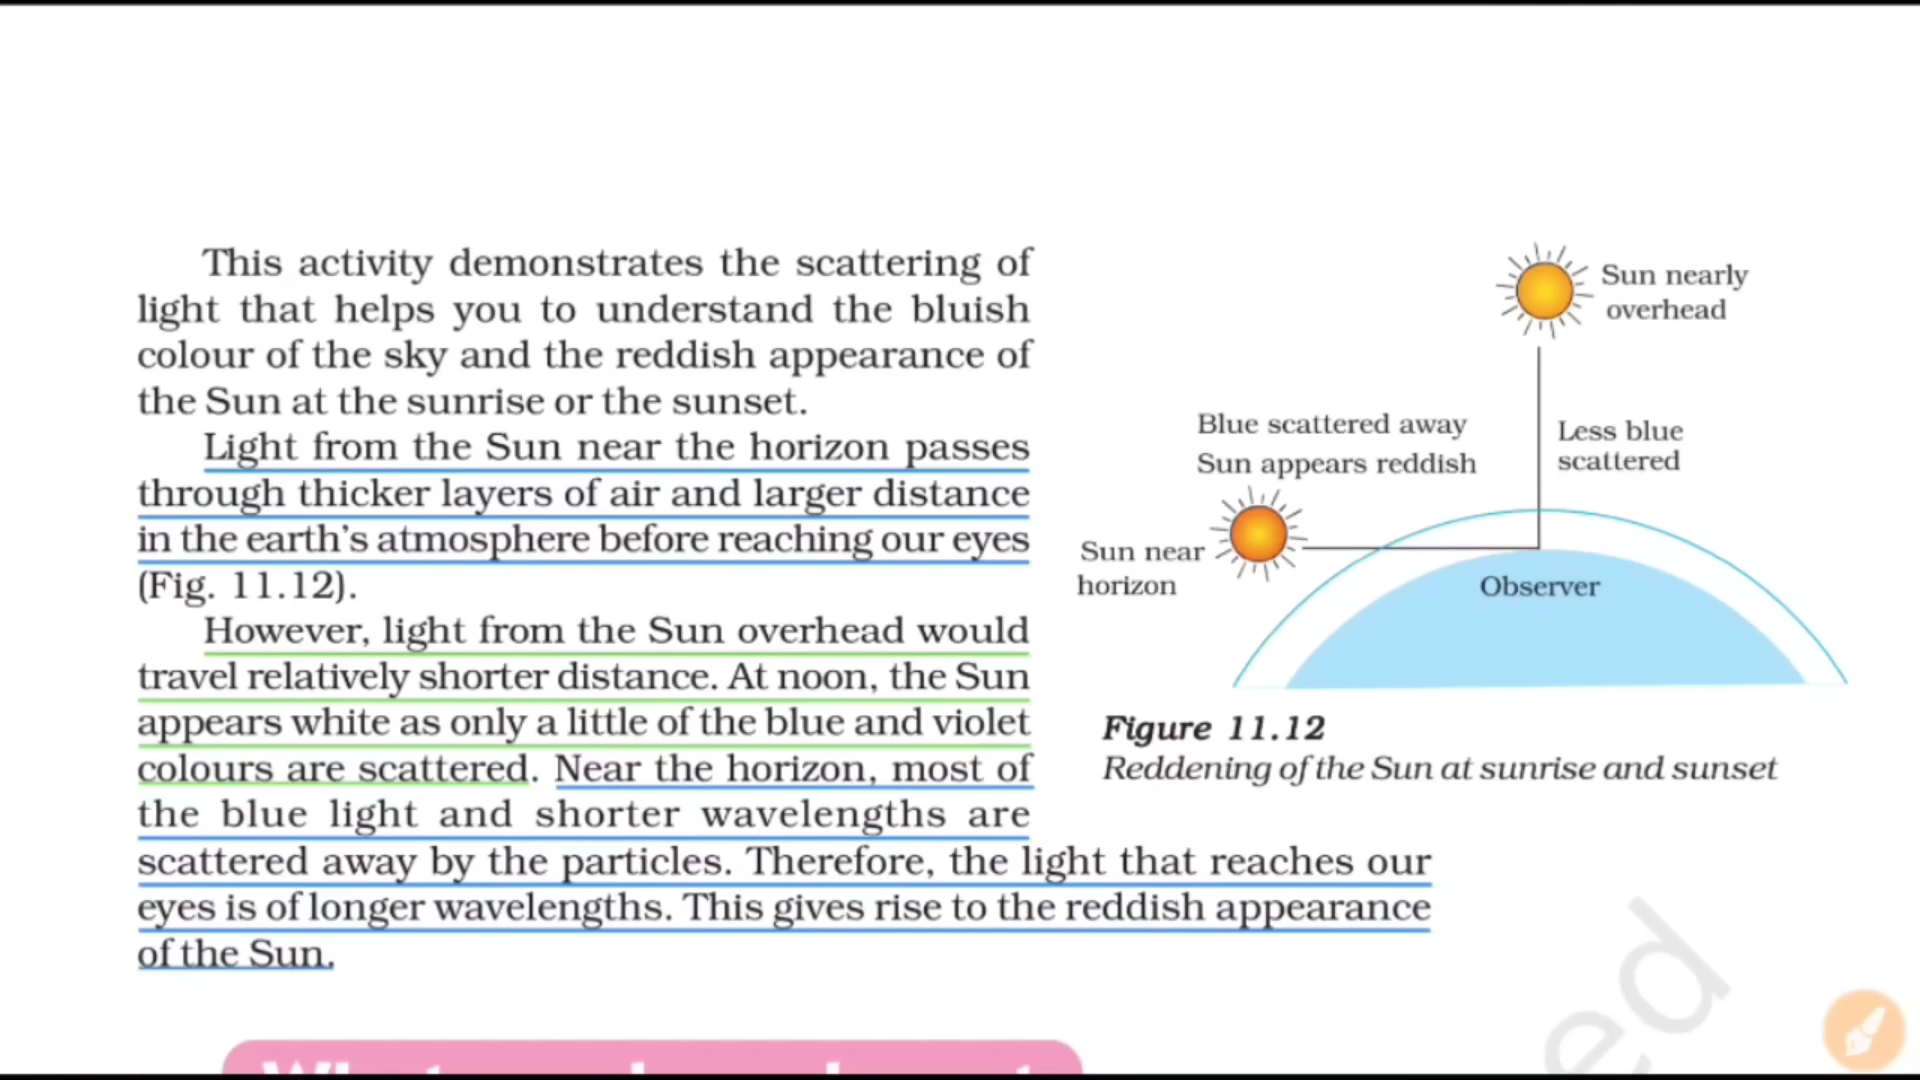 This activity demonstrates the scattering of
light that helps you to understand the bluish
colour of the sky and the reddish appearance of
the Sun at the sunrise or the sunset.
Light from the Sun near the horizon passes
through thicker layers of air and larger distance
in the earth's atmosphere before reaching our eyes
(Fig. 11.12).
However, light from the Sun overhead would
travel relatively shorter distance. At noon, the Sun
appears white as only a little of the blue and violet
colours are scattered. Near the horizon, most of
the blue light and shorter wavelengths are
scattered away by the particles. Therefore, the light that reaches our
eyes is of longer wavelengths. This gives rise to the reddish appearance
of the Sun.
Sun nearly
overhead
Blue scattered away
Sun appears reddish
Less blue
scattered
Sun near
horizon
Observer
Figure 11.12
Reddening of the Sun at sunrise and sunset
ed